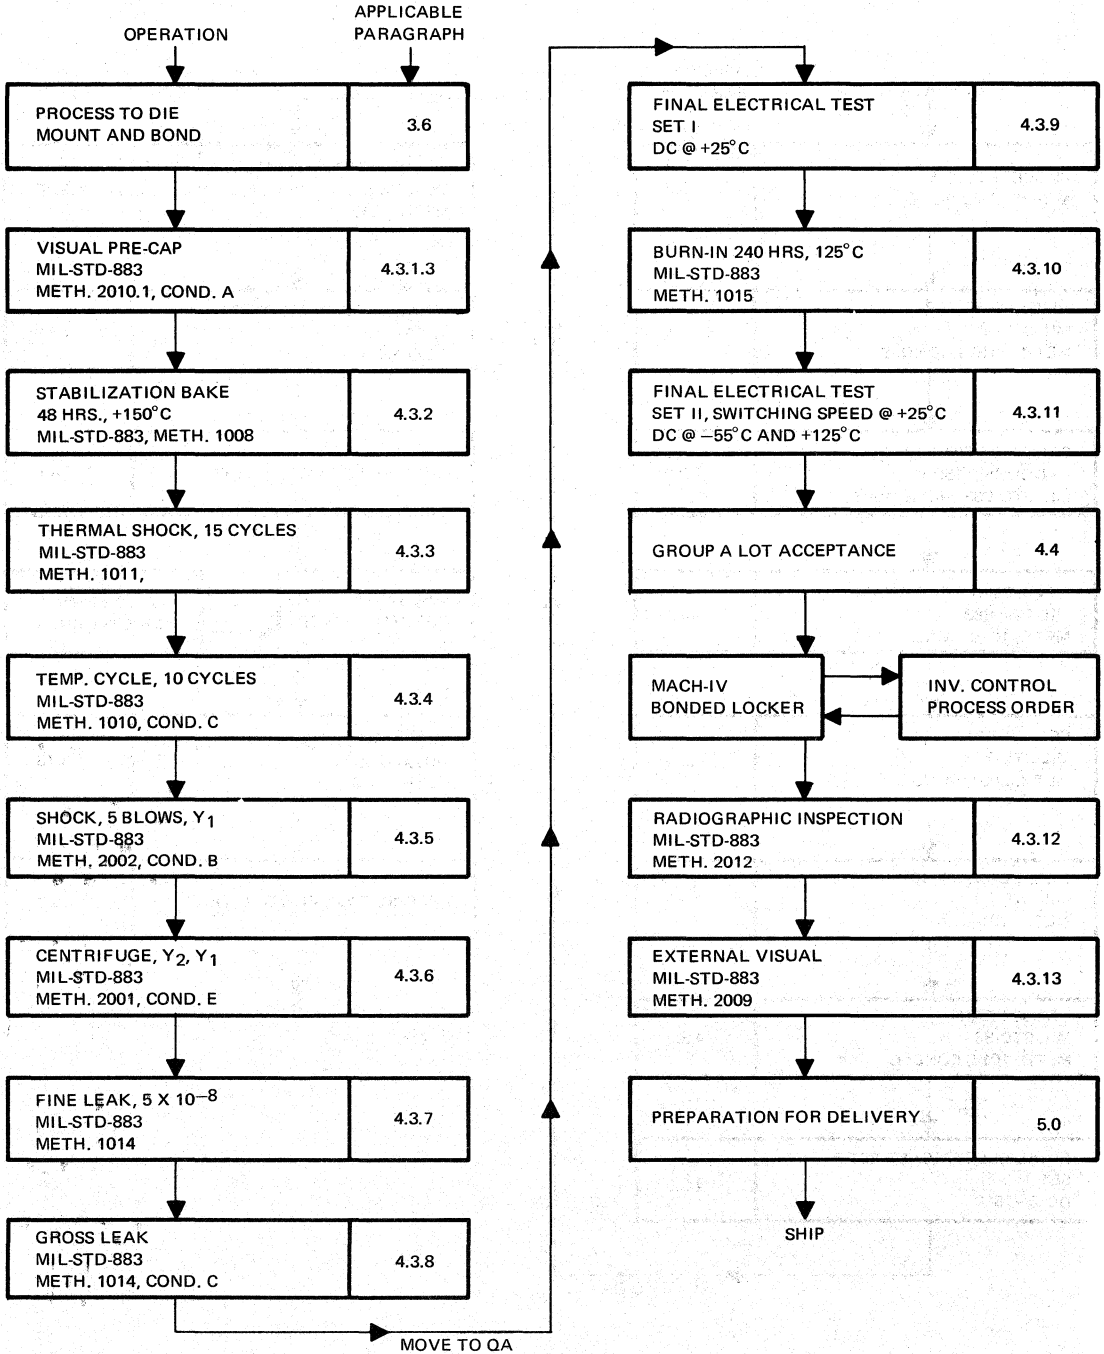 OPERATION
APPLICABLE
PARAGRAPH
PROCESS TO DIE
MOUNT AND BOND
3.6
VISUAL PRE-CAP
MIL-STD-883
METH. 2010.1, COND. A
4.3.1.3
STABILIZATION BAKE
48 HRS., +150°C
MIL-STD-883, METH. 1008
4.3.2
THERMAL SHOCK, 15 CYCLES
MIL-STD-883
METH. 1011,
4.3.3
TEMP. CYCLE, 10 CYCLES
MIL-STD-883
METH. 1010, COND. C
4.3.4
SHOCK, 5 BLOWS, Y1
MIL-STD-883
METH. 2002, COND. B
4.3.5
CENTRIFUGE, Y2, Y1
MIL-STD-883
METH. 2001, COND. E
4.3.6
FINE LEAK, 5 X 10−8
MIL-STD-883
METH. 1014
4.3.7
GROSS LEAK
MIL-STD-883
METH. 1014, COND. C
4.3.8
MOVE TO QA
FINAL ELECTRICAL TEST
SET I
DC @ +25°C
4.3.9
BURN-IN 240 HRS, 125°C
MIL-STD-883
METH. 1015
4.3.10
FINAL ELECTRICAL TEST
SET II, SWITCHING SPEED @ +25°C
DC @ −55°C AND +125°C
4.3.11
GROUP A LOT ACCEPTANCE
4.4
MACH-IV
BONDED LOCKER
INV. CONTROL
PROCESS ORDER
RADIOGRAPHIC INSPECTION
MIL-STD-883
METH. 2012
4.3.12
EXTERNAL VISUAL
MIL-STD-883
METH. 2009
4.3.13
PREPARATION FOR DELIVERY
5.0
SHIP